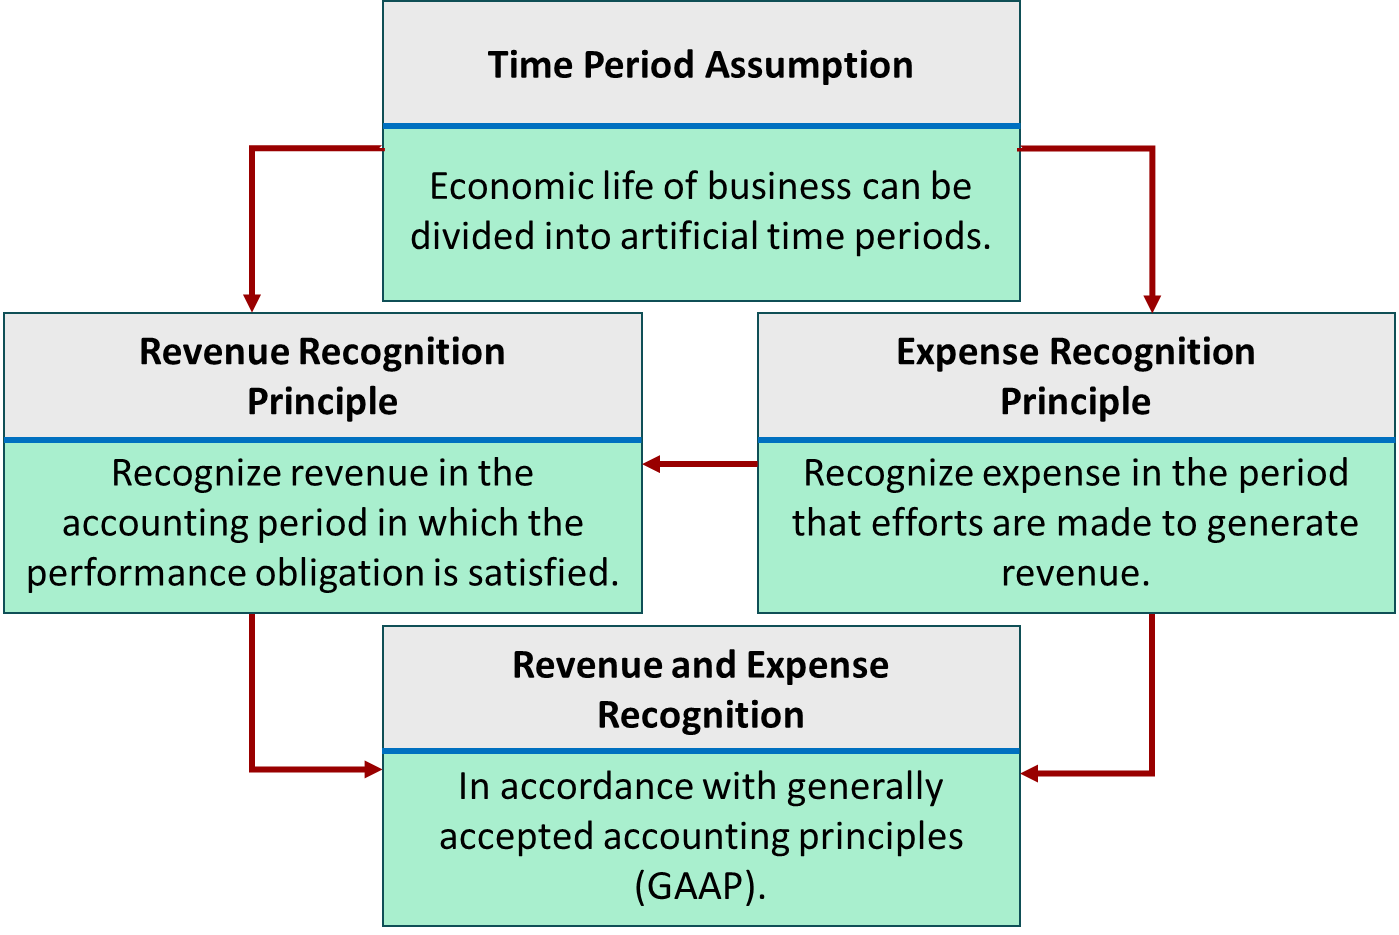 Time Period Assumption
Economic life of business can be
divided into artificial time periods.
Revenue Recognition
Principle
Recognize revenue in the
accounting period in which the
performance obligation is satisfied.
Expense Recognition
Principle
Recognize expense in the period
that efforts are made to generate
revenue.
Revenue and Expense
Recognition
In accordance with generally
accepted accounting principles
(GAAP).